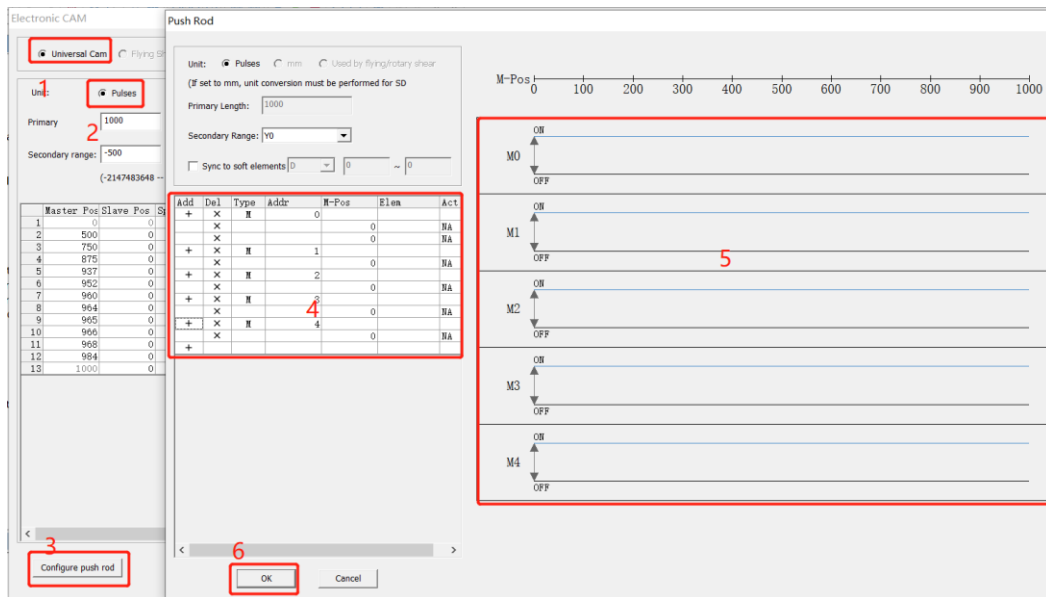 Electronic CAM
Universal Cam
Flying Sh
1
Unit:
Pulses
2
Primary
1000
Secondary range:
-500
(-2147483648 --
Master Pos Slave Pos Sp
1 0 0
2 500 0
3 750 0
4 875 0
5 937 0
6 952 0
7 960 0
8 964 0
9 965 0
10 966 0
11 968 0
12 984 0
13 1000 0
3
Configure push rod
Push Rod
Unit: Pulses mm Used by flying/rotary shear
(If set to mm, unit conversion must be performed for SD
Primary Length: 1000
Secondary Range: Y0
Sync to soft elements D 0 ~ 0
Add Del Type Addr M-Pos Elem Act
+ × M 0
× 0 NA
× 0 NA
+ × M 1
× 0 NA
+ × M 2
× 0 NA
+ × M 3
× 0 NA
+ × M 4
× 0 NA
+
4
6
OK
Cancel
M-Pos
0 100 200 300 400 500 600 700 800 900 1000
ON
M0
OFF
ON
M1
OFF
5
ON
M2
OFF
ON
M3
OFF
ON
M4
OFF